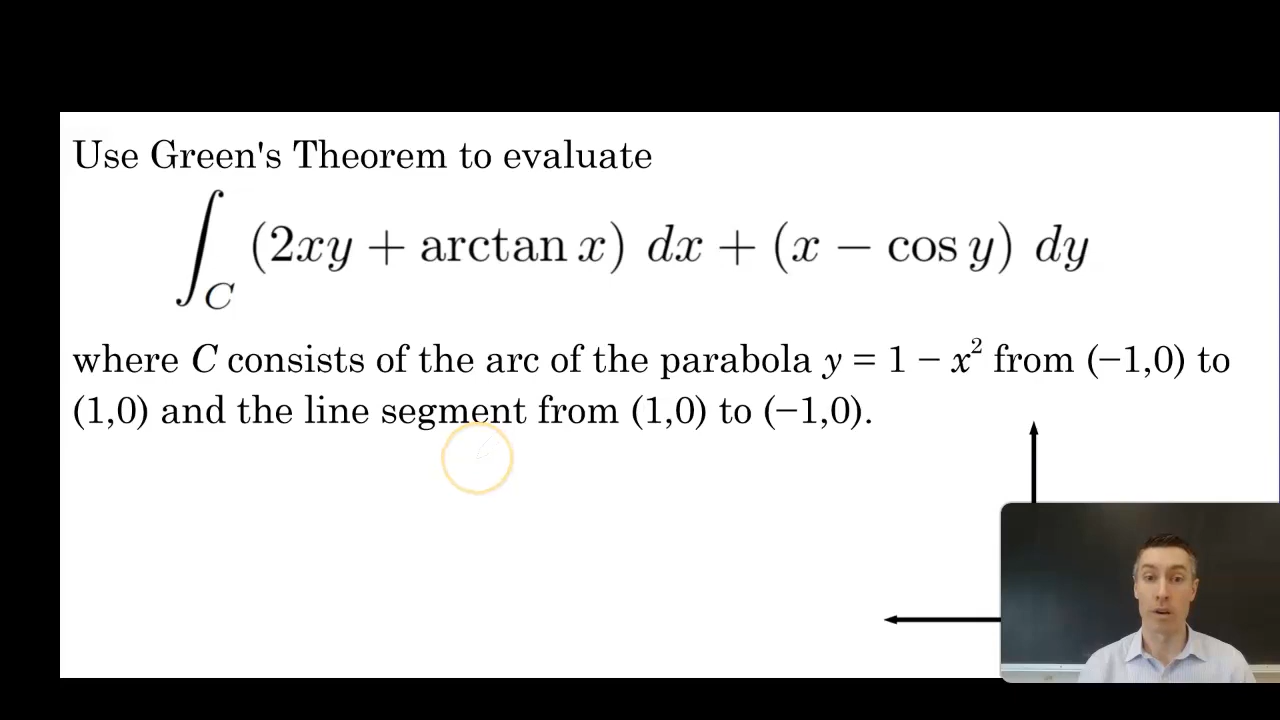 Use Green's Theorem to evaluate
∫_C (2xy + arctan x) dx + (x − cos y) dy
where C consists of the arc of the parabola y = 1 − x² from (−1,0) to
(1,0) and the line segment from (1,0) to (−1,0).